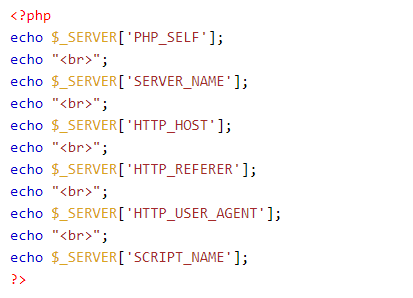 <?php
echo $_SERVER['PHP_SELF'];
echo "<br>";
echo $_SERVER['SERVER_NAME'];
echo "<br>";
echo $_SERVER['HTTP_HOST'];
echo "<br>";
echo $_SERVER['HTTP_REFERER'];
echo "<br>";
echo $_SERVER['HTTP_USER_AGENT'];
echo "<br>";
echo $_SERVER['SCRIPT_NAME'];
?>